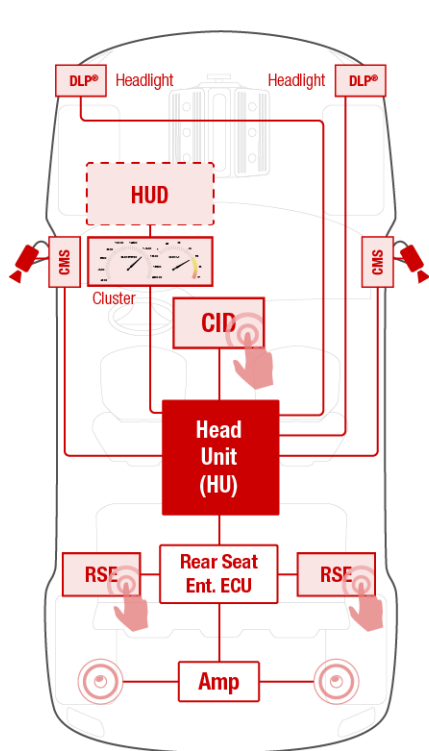 DLP® Headlight Headlight DLP®
HUD
CMS CMS
Cluster
CID
Head
Unit
(HU)
Rear Seat
Ent. ECU
RSE RSE
Amp